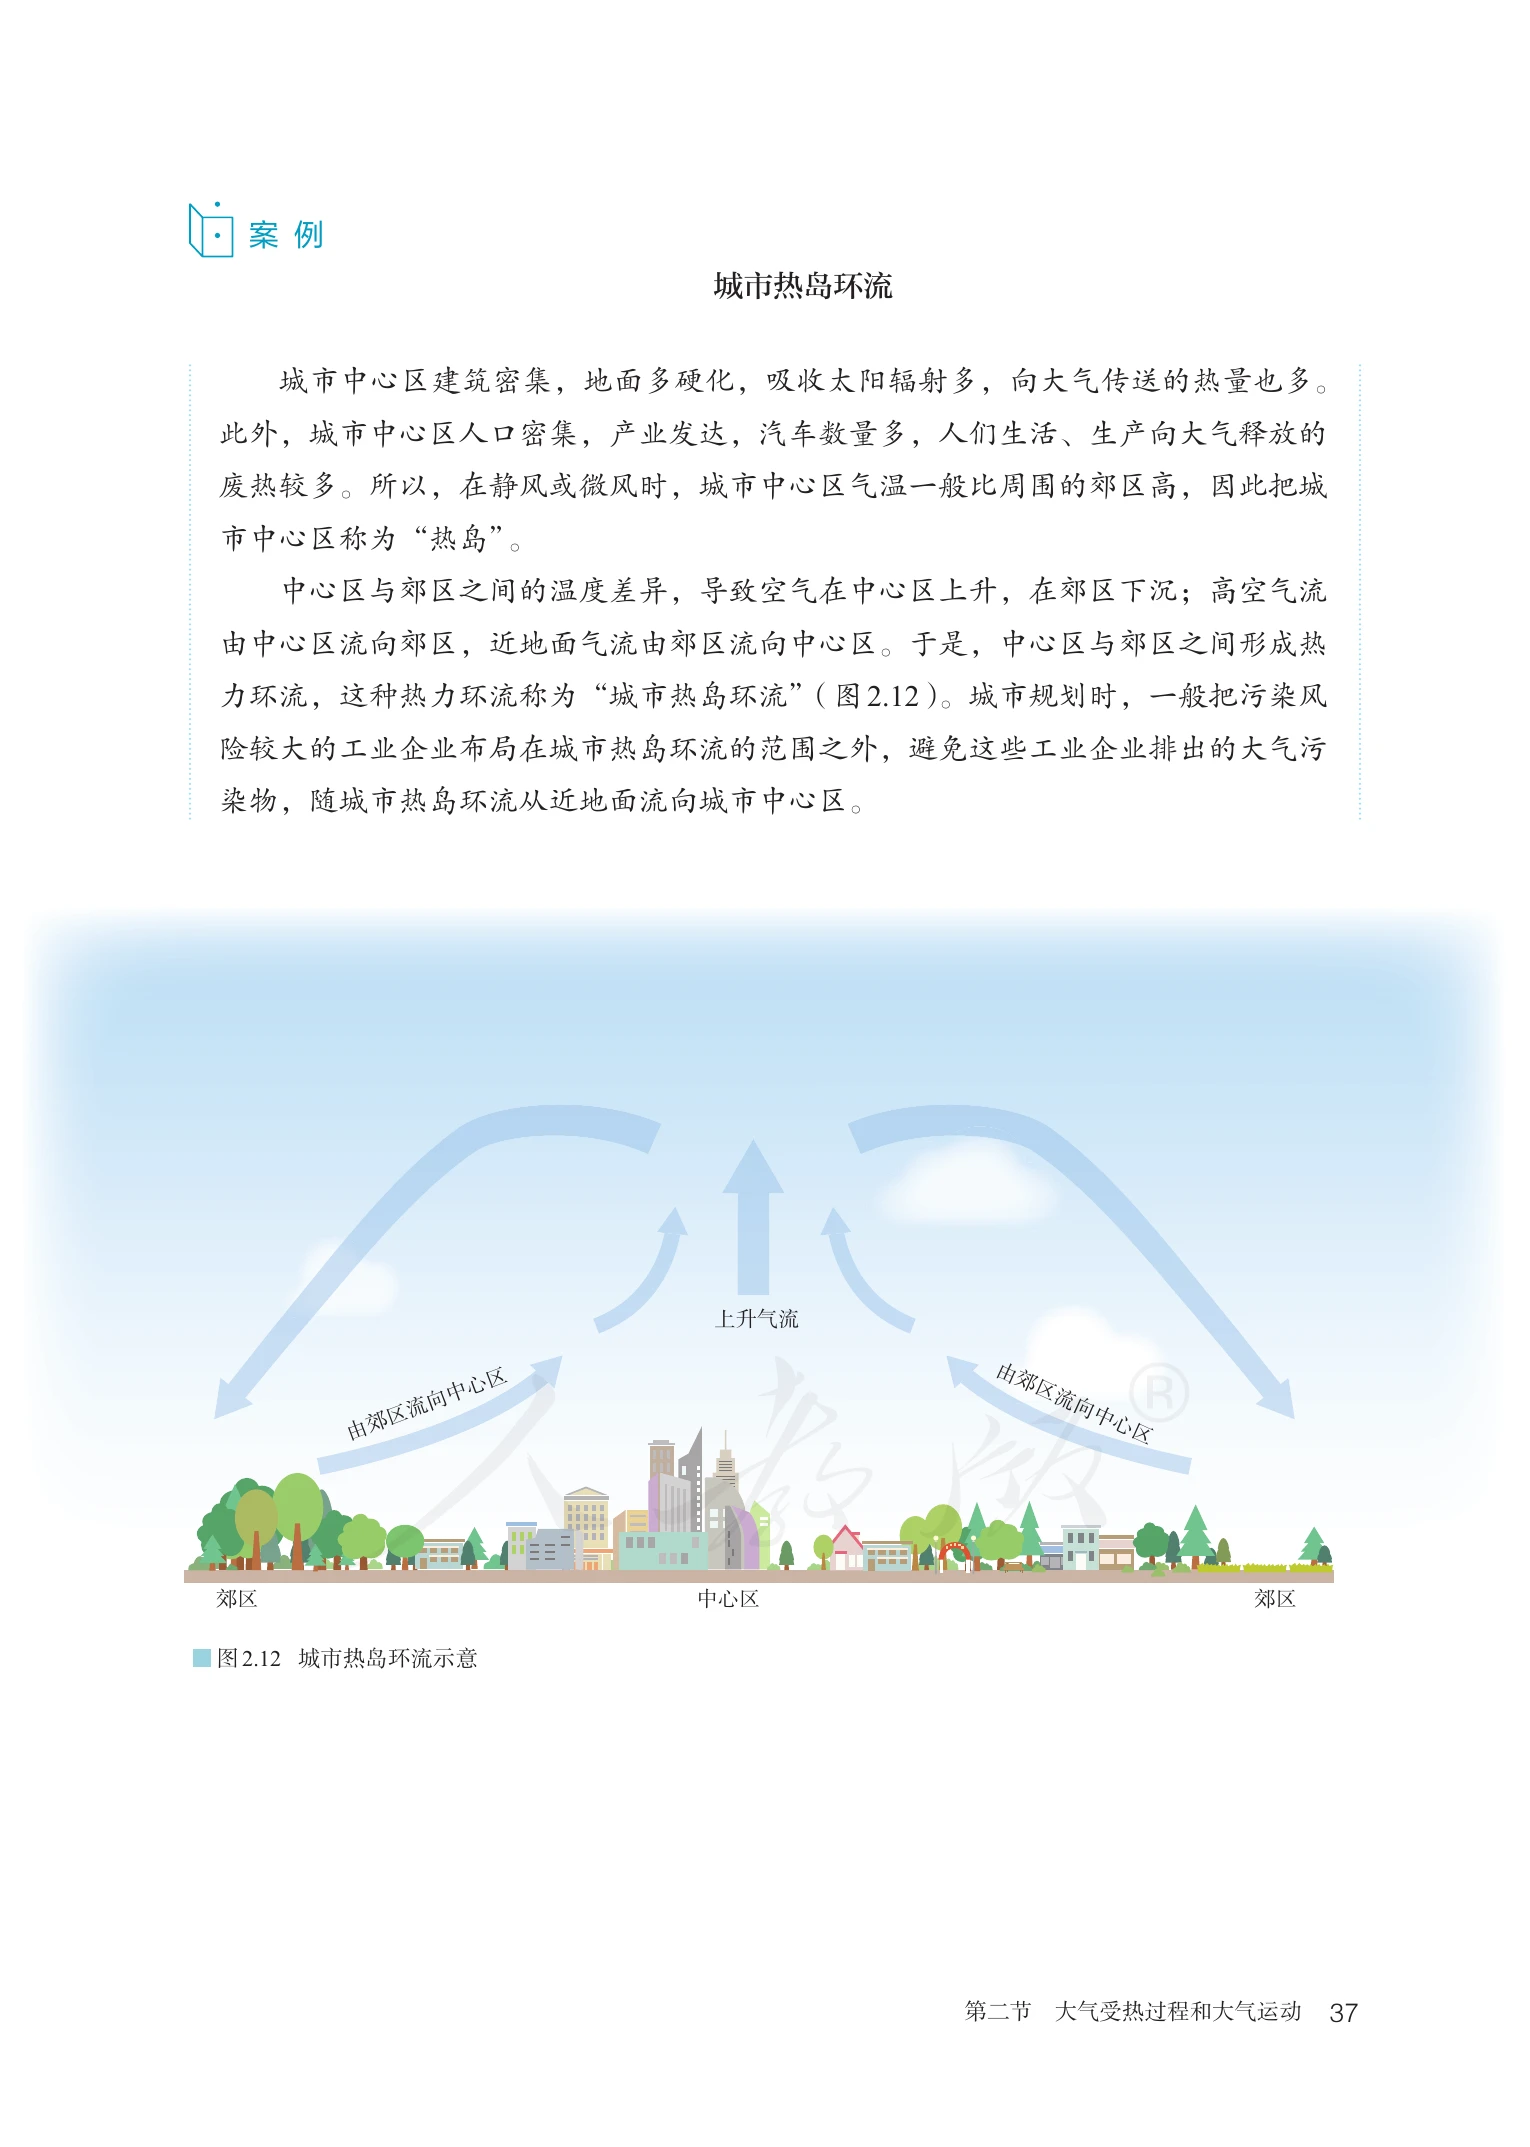 案例
城市热岛环流
城市中心区建筑密集，地面多硬化，吸收太阳辐射多，向大气传送的热量也多。
此外，城市中心区人口密集，产业发达，汽车数量多，人们生活、生产向大气释放的
废热较多。所以，在静风或微风时，城市中心区气温一般比周围的郊区高，因此把城
市中心区称为“热岛”。
中心区与郊区之间的温度差异，导致空气在中心区上升，在郊区下沉；高空气流
由中心区流向郊区，近地面气流由郊区流向中心区。于是，中心区与郊区之间形成热
力环流，这种热力环流称为“城市热岛环流”（图2.12）。城市规划时，一般把污染风
险较大的工业企业布局在城市热岛环流的范围之外，避免这些工业企业排出的大气污
染物，随城市热岛环流从近地面流向城市中心区。
上升气流
由郊区流向中心区
由郊区流向中心区
人教版®
郊区
中心区
郊区
图2.12 城市热岛环流示意
第二节 大气受热过程和大气运动 37